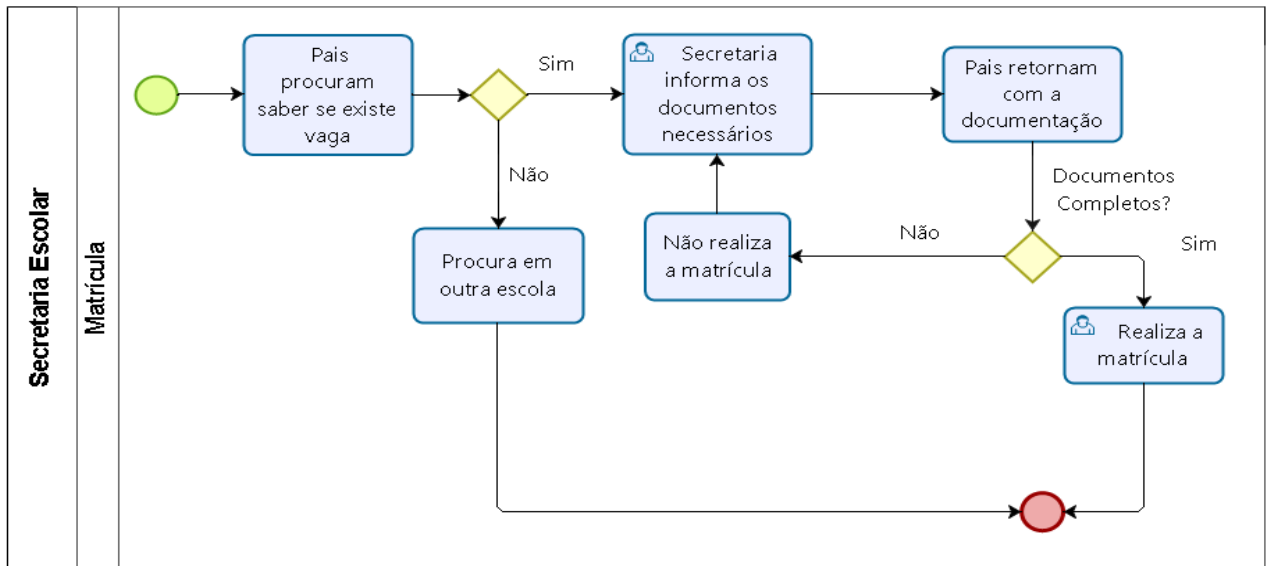 Secretaria Escolar
Matrícula
Pais
procuram
saber se existe
vaga
Sim
Secretaria
informa os
documentos
necessários
Pais retornam
com a
documentação
Não
Documentos
Completos?
Procura em
outra escola
Não realiza
a matrícula
Não
Sim
Realiza a
matrícula